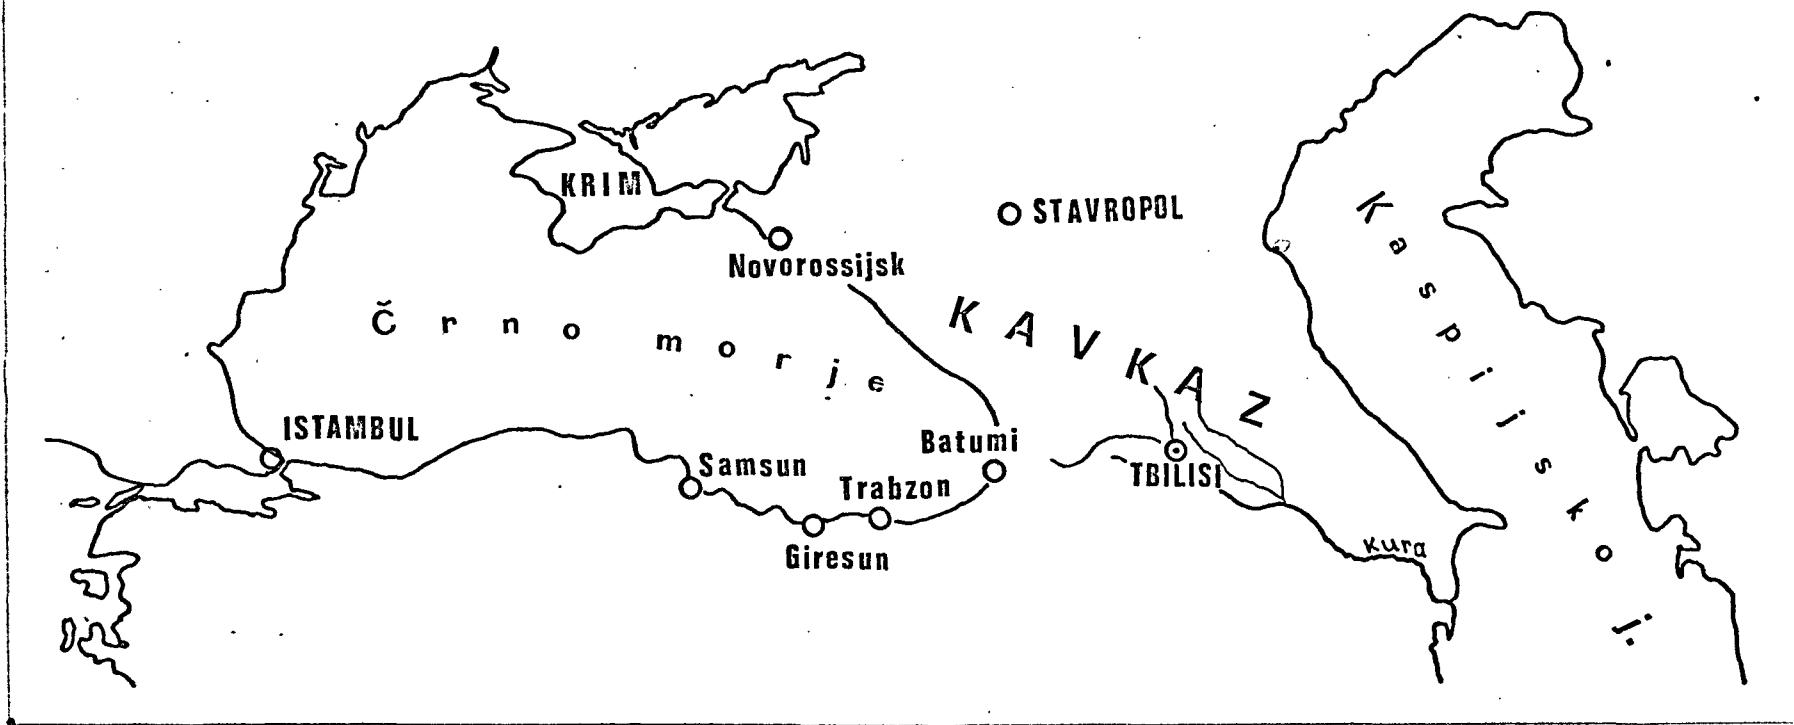 KRIM
STAVROPOL
Novorossijsk
Črno morje
KAVKAZ
Kaspijsko j.
ISTAMBUL
Batumi
Samsun
Trabzon
TBILISI
Giresun
Kura